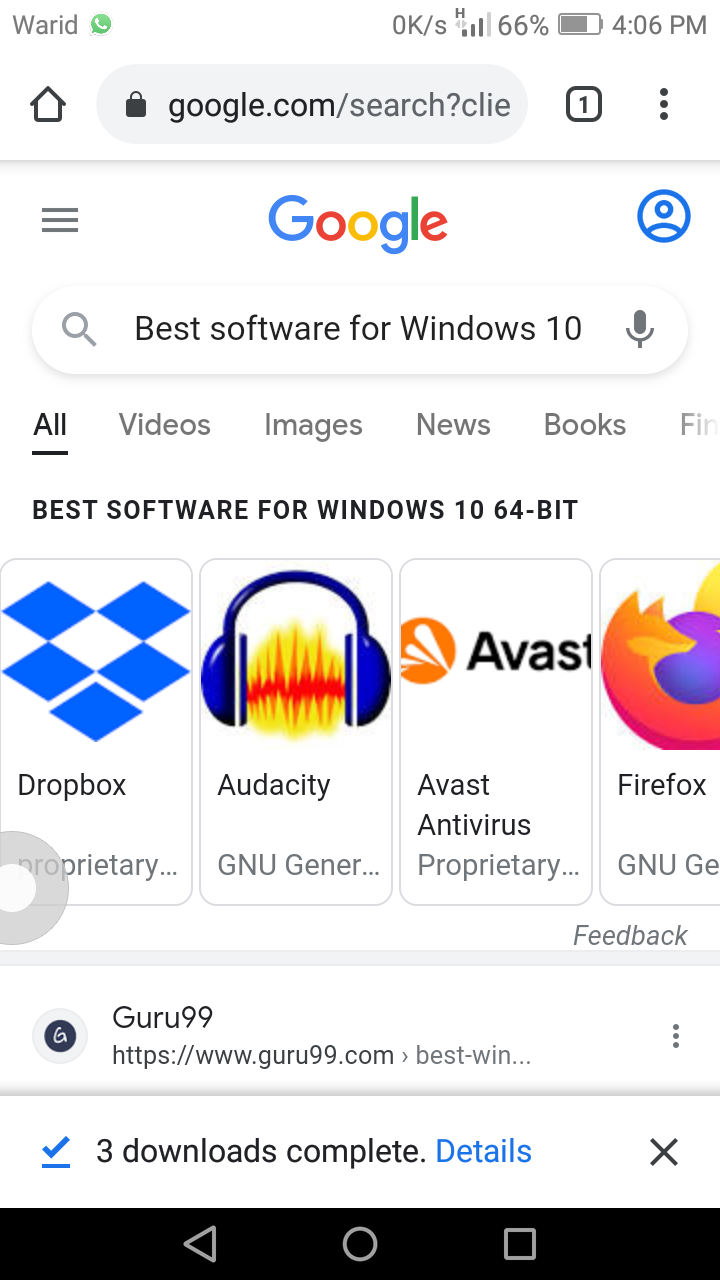 Warid 0K/s H 66% 4:06 PM
google.com/search?clie 1
Google
Best software for Windows 10
All Videos Images News Books Fin
BEST SOFTWARE FOR WINDOWS 10 64-BIT
Avast
Dropbox Audacity Avast Firefox
Antivirus
proprietary... GNU Gener... Proprietary... GNU Ge
Feedback
G Guru99
https://www.guru99.com › best-win...
3 downloads complete. Details